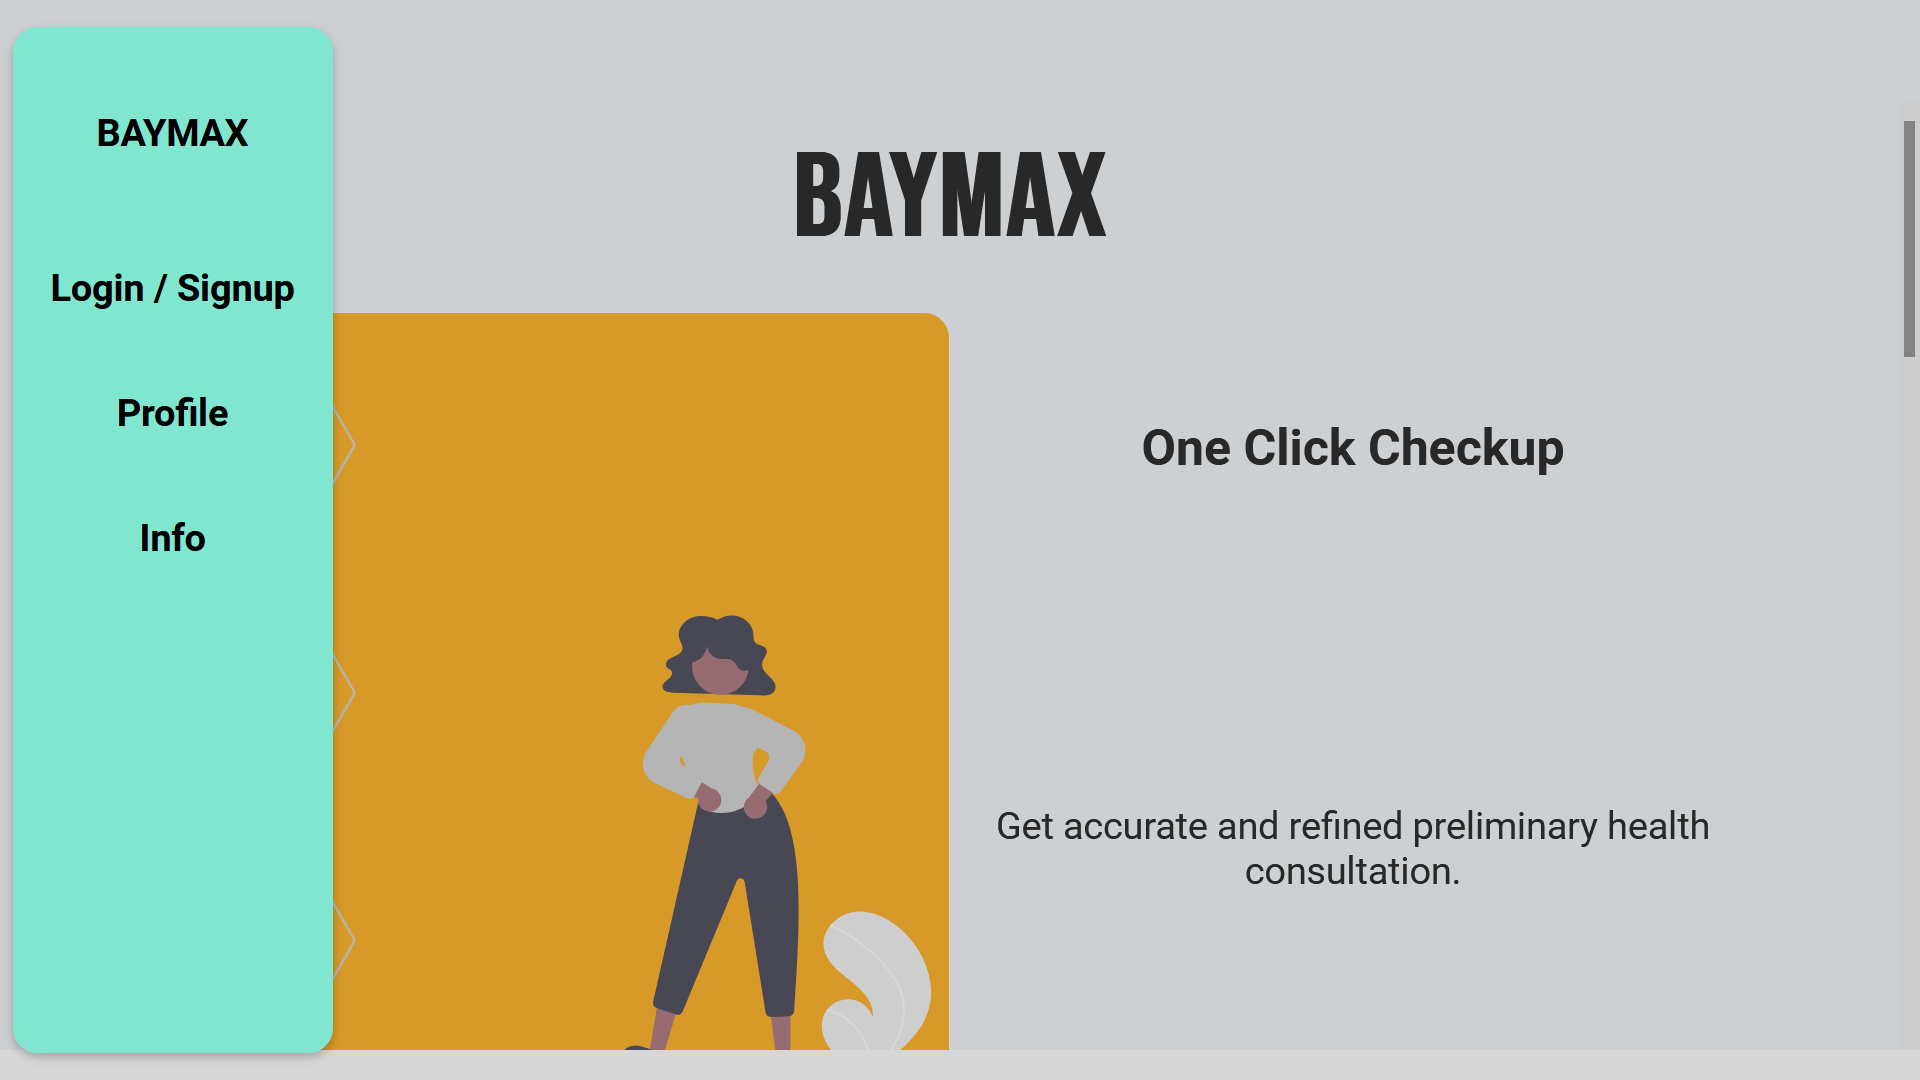 BAYMAX
Login / Signup
Profile
Info
BAYMAX
One Click Checkup
Get accurate and refined preliminary health
consultation.